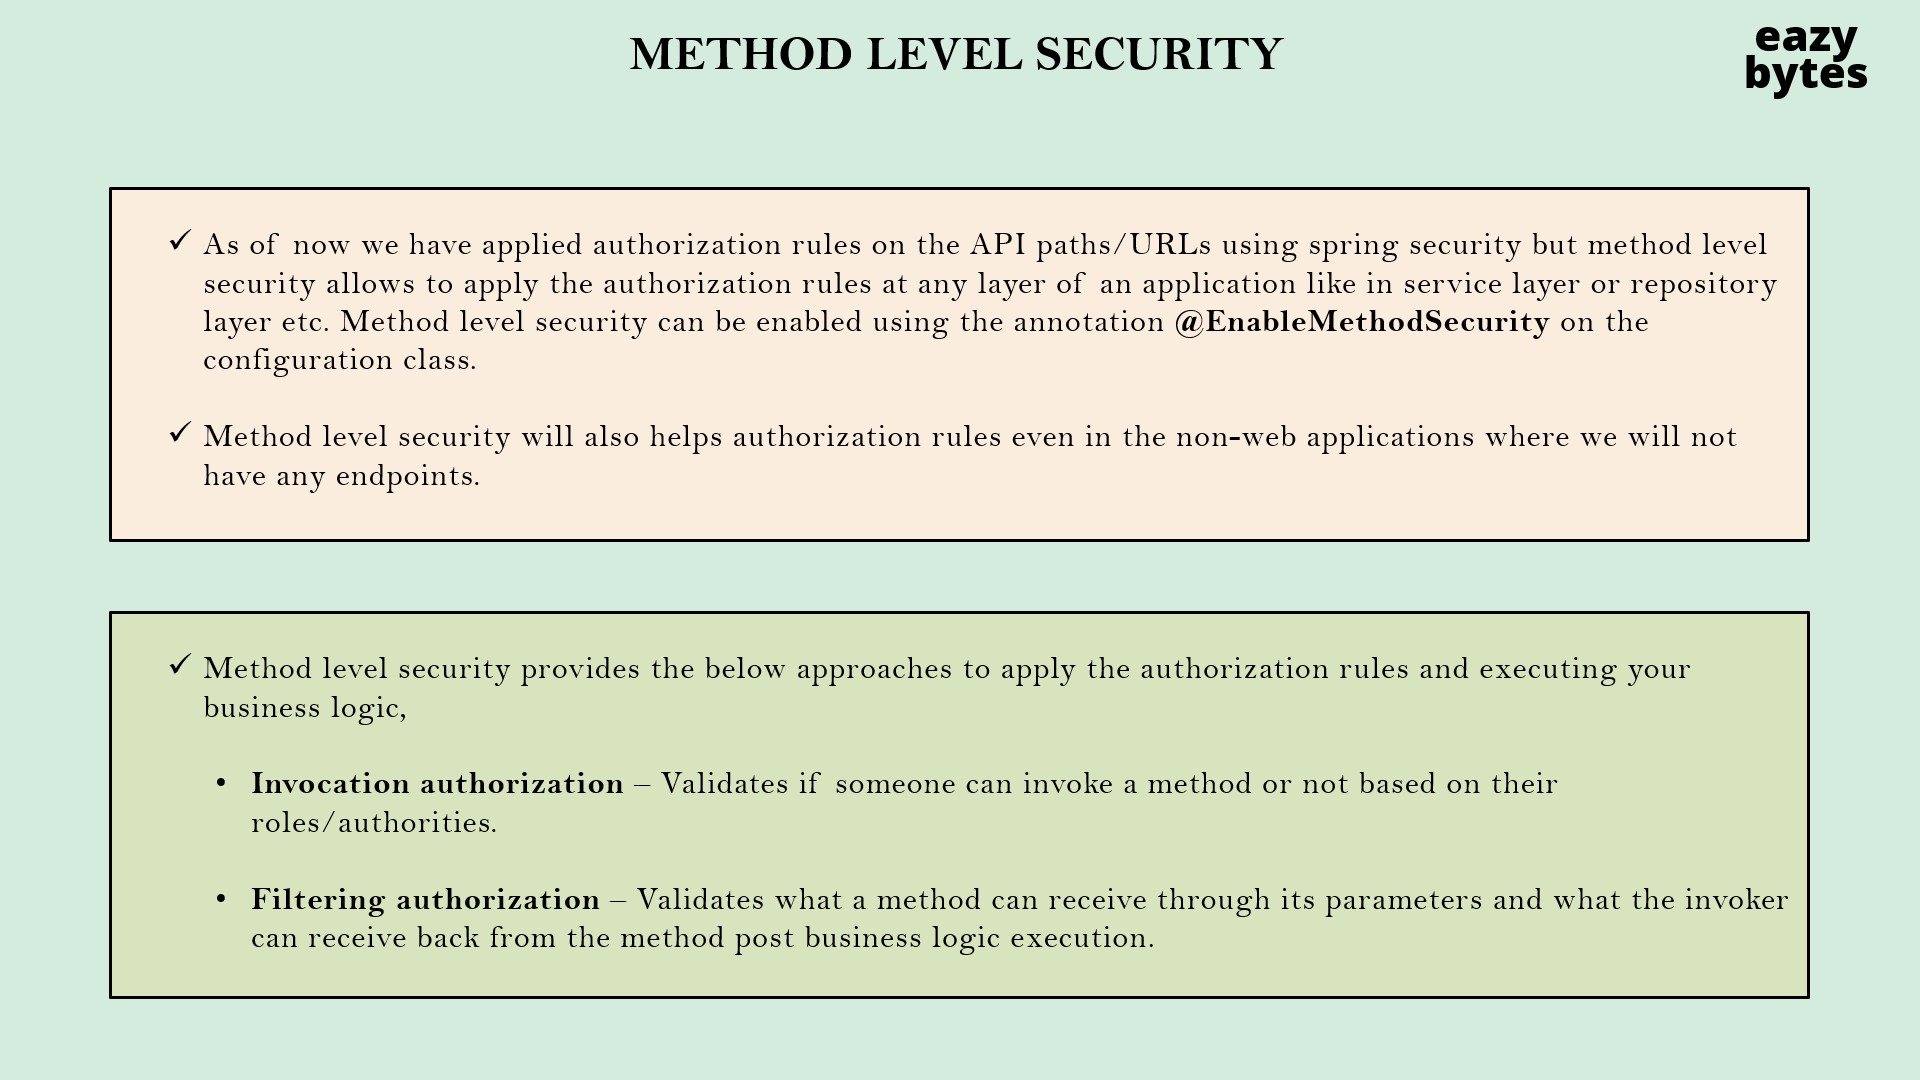 METHOD LEVEL SECURITY
eazy
bytes
✓ As of now we have applied authorization rules on the API paths/URLs using spring security but method level
security allows to apply the authorization rules at any layer of an application like in service layer or repository
layer etc. Method level security can be enabled using the annotation @EnableMethodSecurity on the
configuration class.
✓ Method level security will also helps authorization rules even in the non-web applications where we will not
have any endpoints.
✓ Method level security provides the below approaches to apply the authorization rules and executing your
business logic,
• Invocation authorization – Validates if someone can invoke a method or not based on their
roles/authorities.
• Filtering authorization – Validates what a method can receive through its parameters and what the invoker
can receive back from the method post business logic execution.